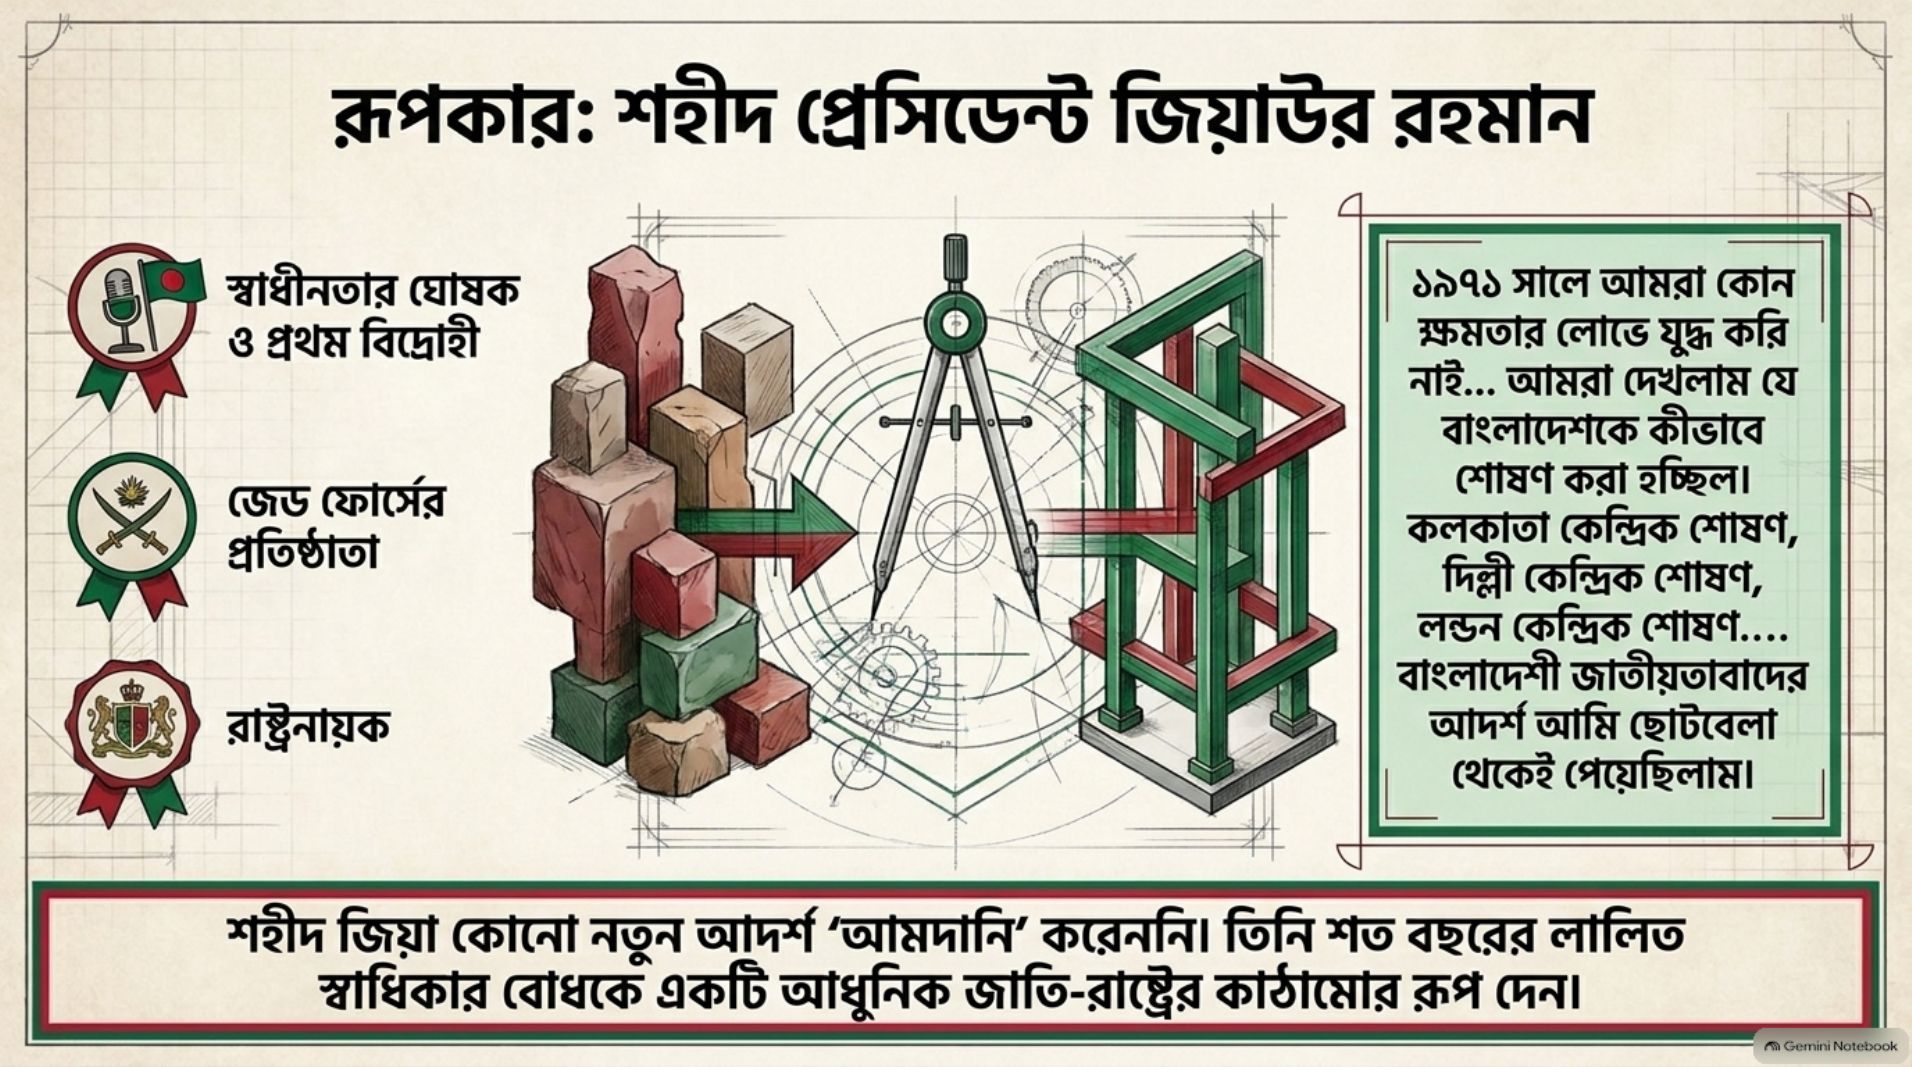 রূপকার: শহীদ প্রেসিডেন্ট জিয়াউর রহমান
স্বাধীনতার ঘোষক
ও প্রথম বিদ্রোহী
জেড ফোর্সের
প্রতিষ্ঠাতা
রাষ্ট্রনায়ক
১৯৭১ সালে আমরা কোন
ক্ষমতার লোভে যুদ্ধ করি
নাই... আমরা দেখলাম যে
বাংলাদেশকে কীভাবে
শোষণ করা হচ্ছিল।
কলকাতা কেন্দ্রিক শোষণ,
দিল্লী কেন্দ্রিক শোষণ,
লন্ডন কেন্দ্রিক শোষণ....
বাংলাদেশী জাতীয়তাবাদের
আদর্শ আমি ছোটবেলা
থেকেই পেয়েছিলাম।
শহীদ জিয়া কোনো নতুন আদর্শ ‘আমদানি’ করেননি। তিনি শত বছরের লালিত
স্বাধিকার বোধকে একটি আধুনিক জাতি-রাষ্ট্রের কাঠামোর রূপ দেন।
Gemini Notebook